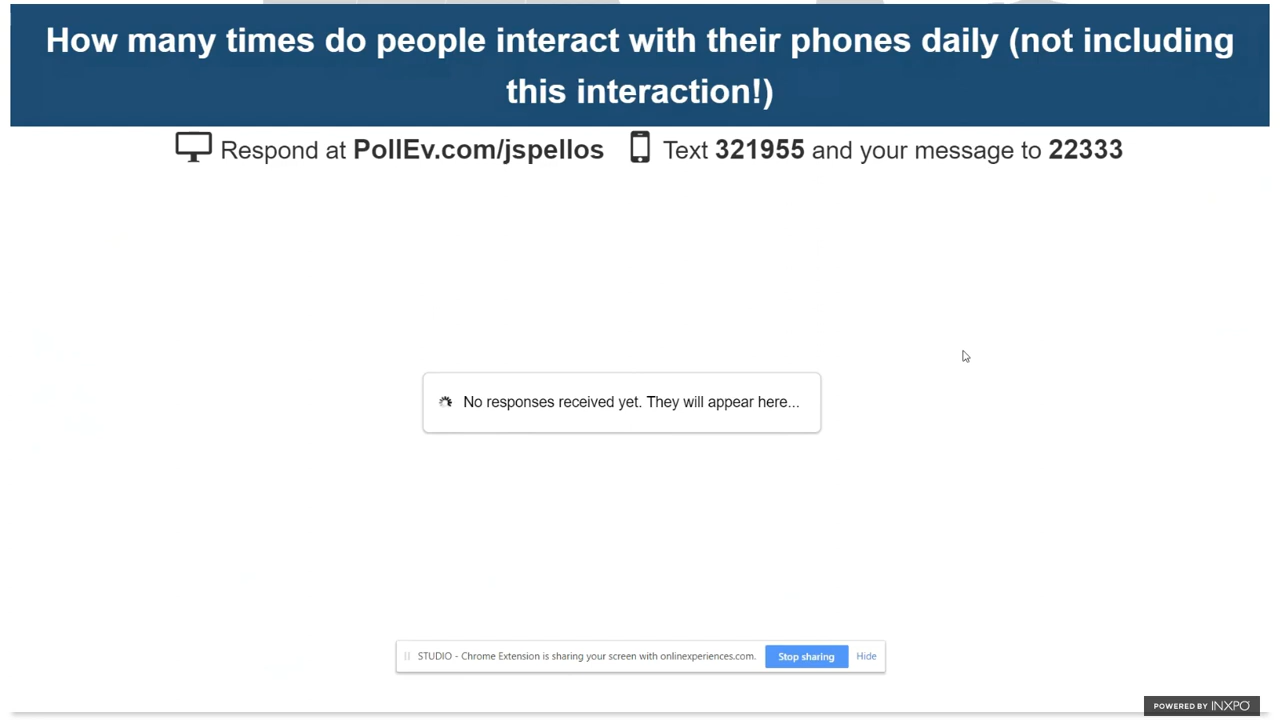 How many times do people interact with their phones daily (not including
this interaction!)
Respond at PollEv.com/jspellos Text 321955 and your message to 22333
No responses received yet. They will appear here...
STUDIO - Chrome Extension is sharing your screen with onlinexperiences.com. Stop sharing Hide
POWERED BY INXPO